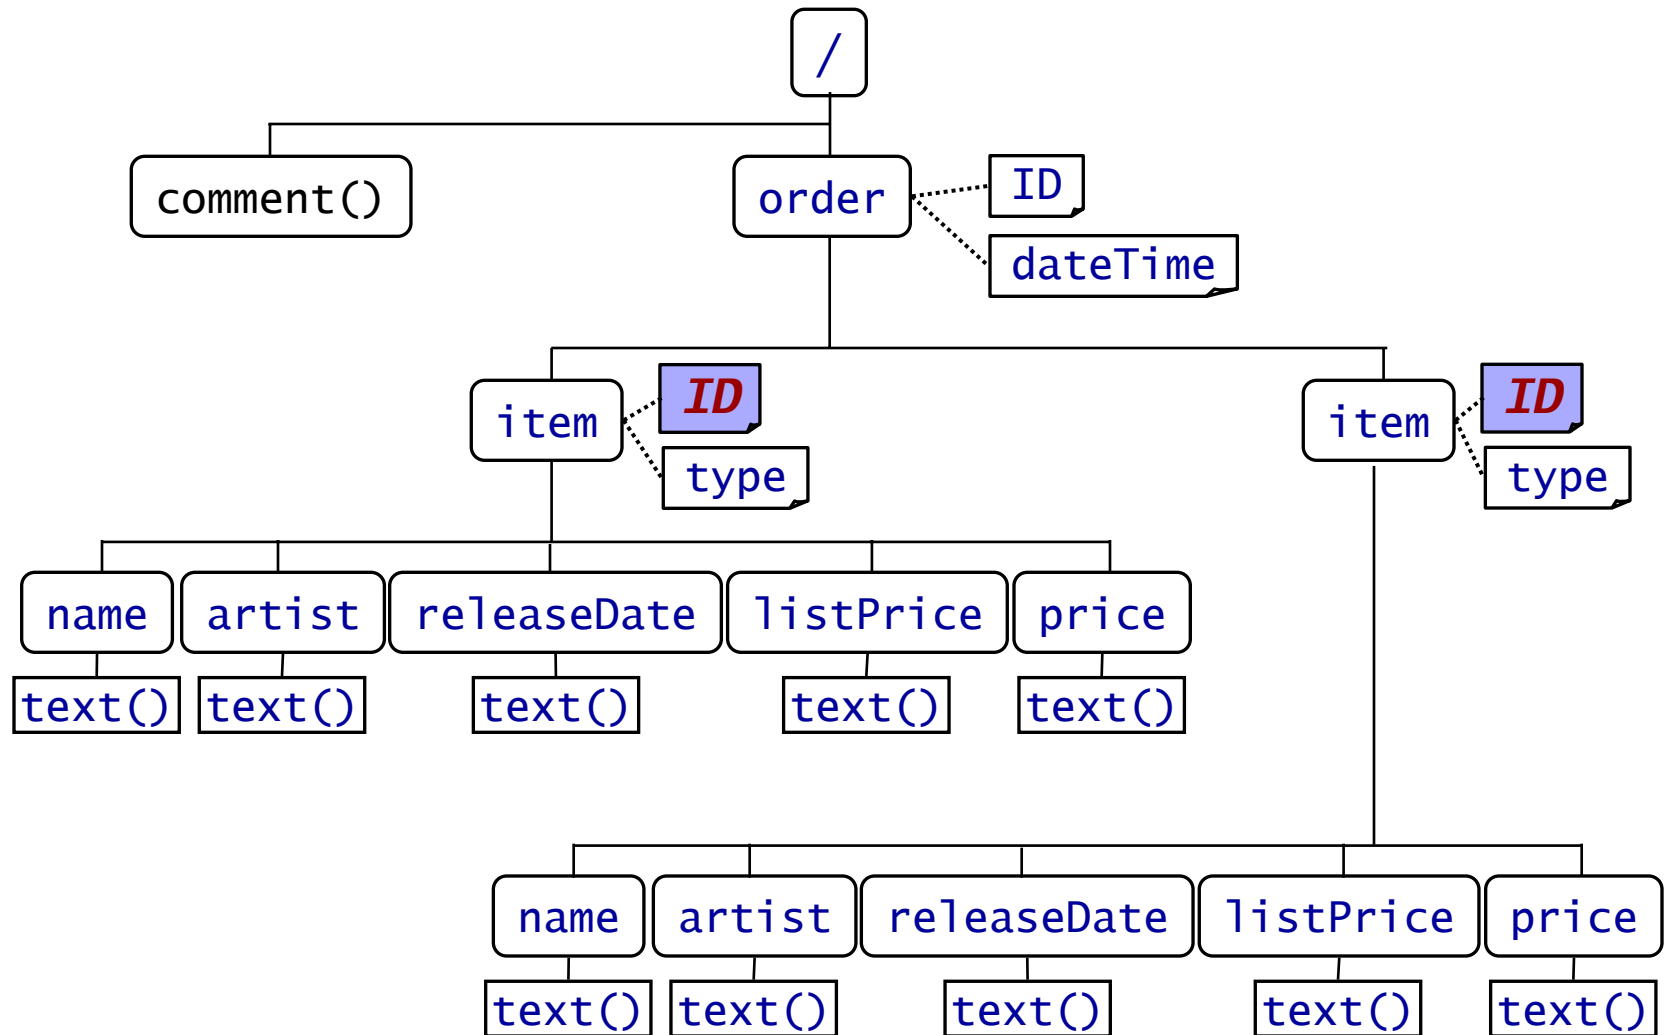 /
comment()
order
ID
dateTime
item
ID
type
item
ID
type
name
artist
releaseDate
listPrice
price
text()
text()
text()
text()
text()
name
artist
releaseDate
listPrice
price
text()
text()
text()
text()
text()